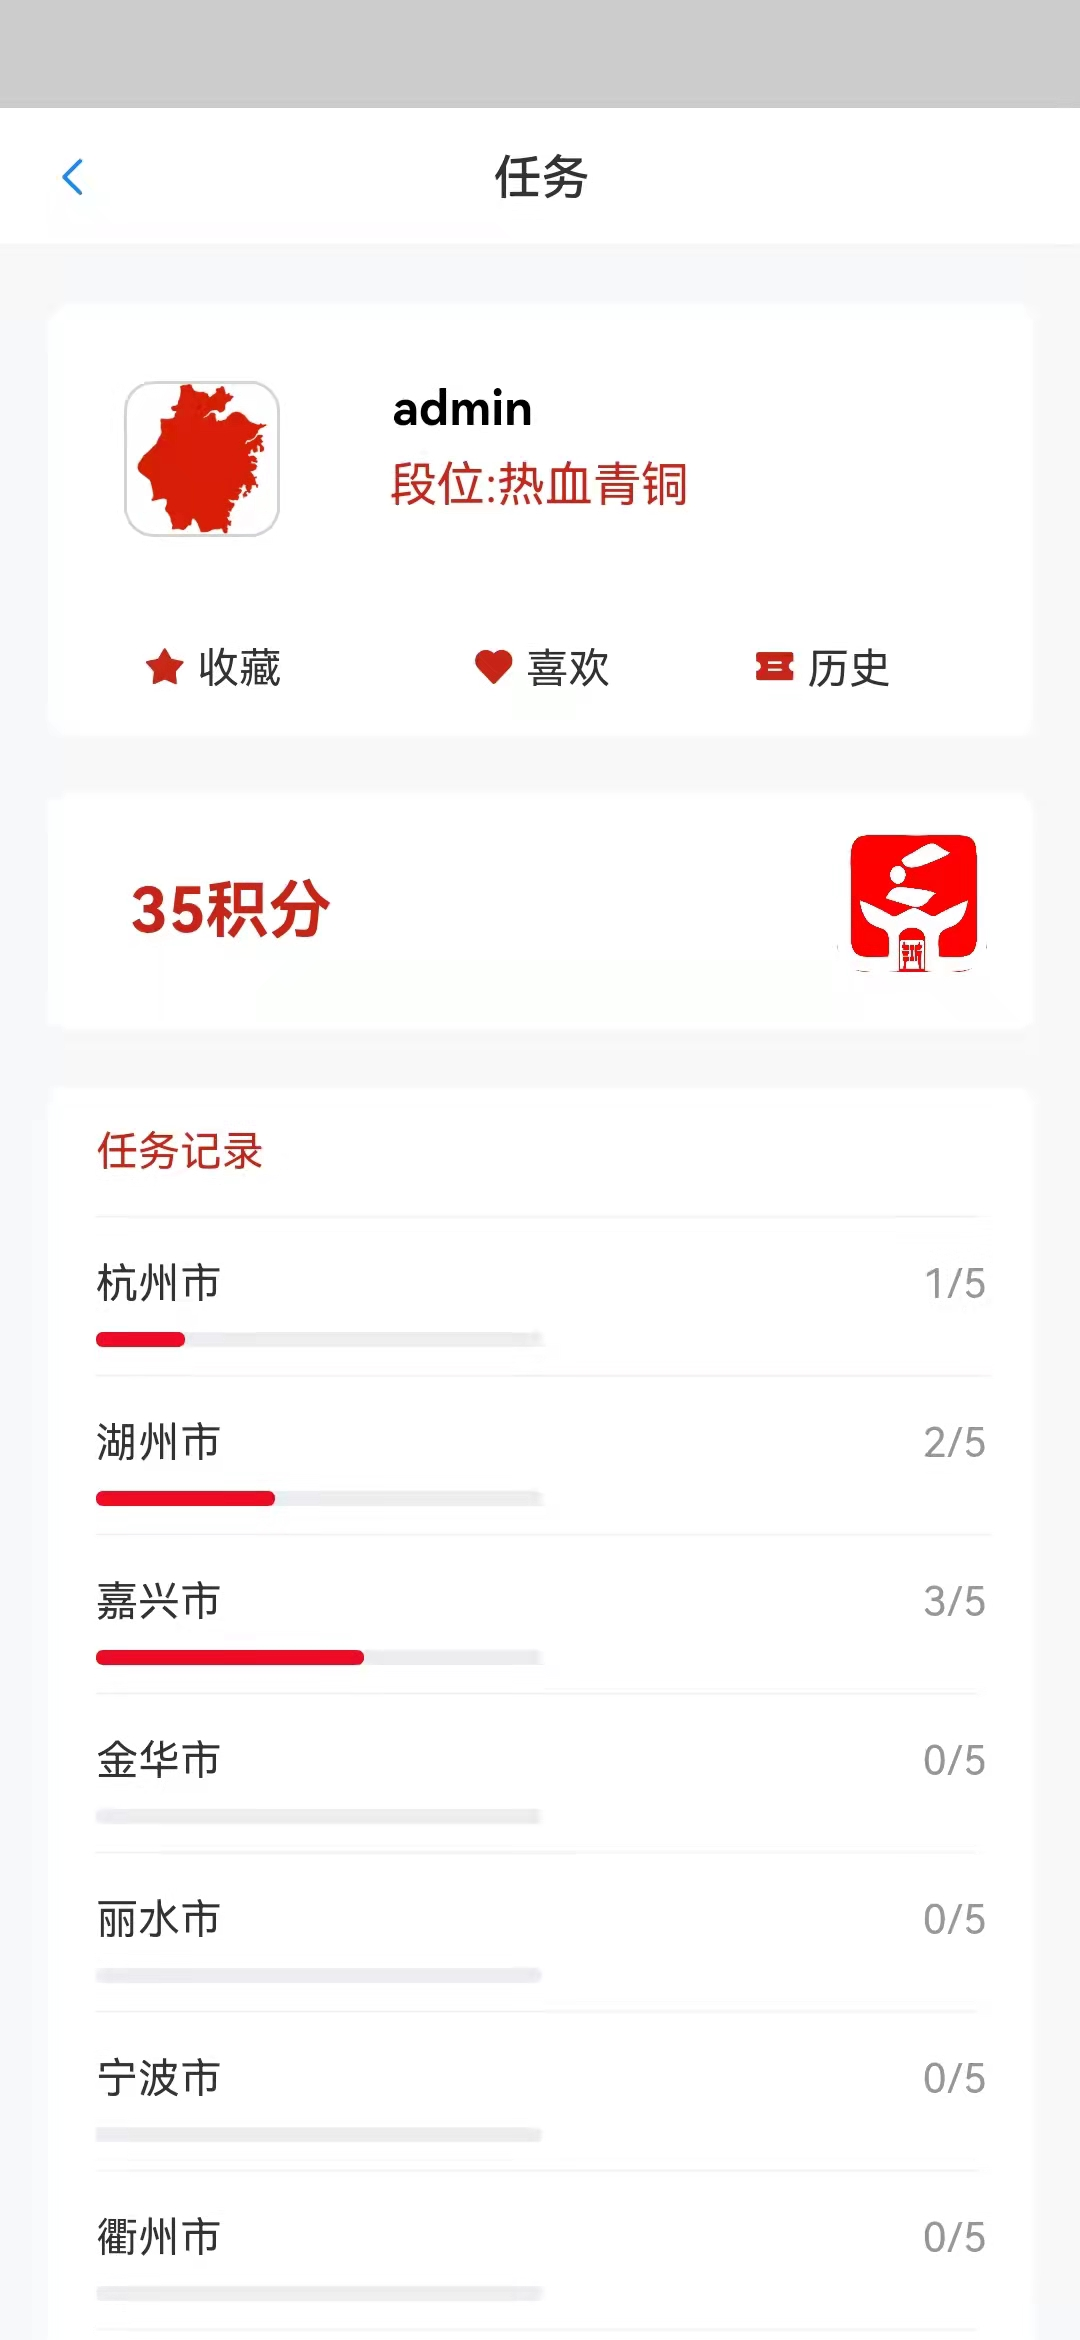 任务
admin
段位:热血青铜
收藏 喜欢 历史
35积分
任务记录
杭州市 1/5
湖州市 2/5
嘉兴市 3/5
金华市 0/5
丽水市 0/5
宁波市 0/5
衢州市 0/5